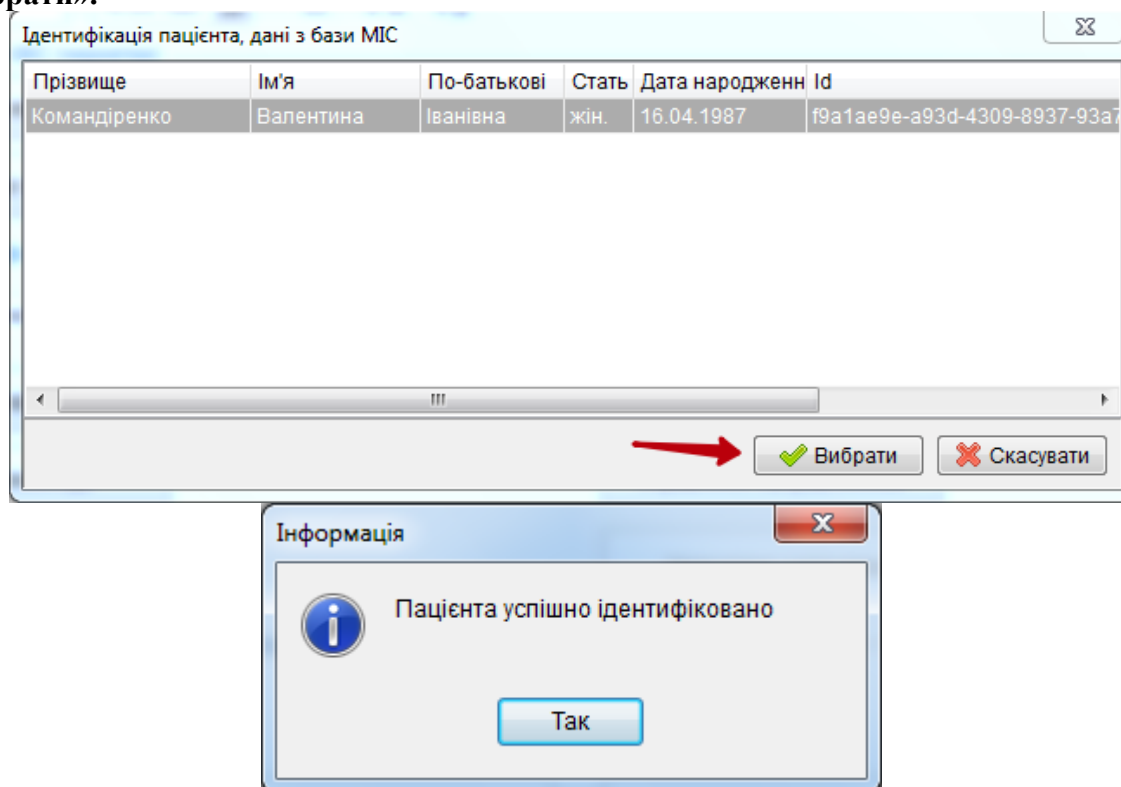 брати».
Ідентифікація пацієнта, дані з бази МІС
Прізвище Ім'я По-батькові Стать Дата народженн Id
Командіренко Валентина Іванівна жін. 16.04.1987 f9a1ae9e-a93d-4309-8937-93a7
Вибрати Скасувати
Інформація
Пацієнта успішно ідентифіковано
Так